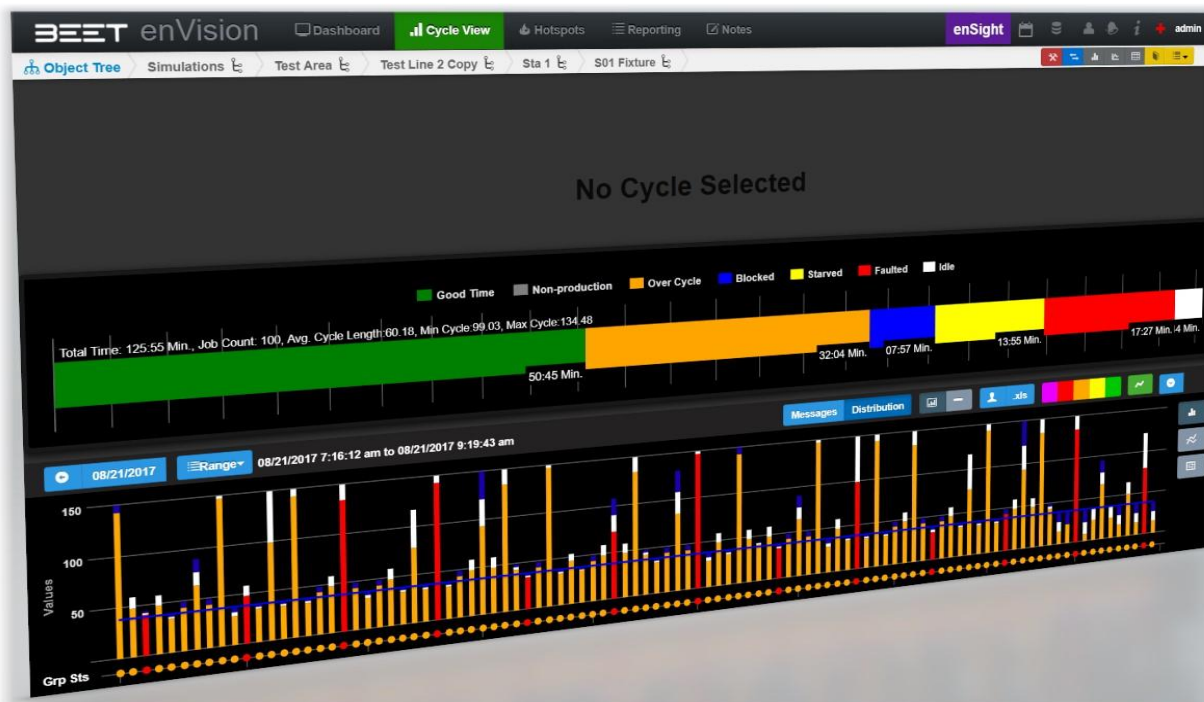 BEET enVision Dashboard Cycle View Hotspots Reporting Notes enSight admin
Object Tree Simulations Test Area Test Line 2 Copy Sta 1 S01 Fixture
No Cycle Selected
Good Time Non-production Over Cycle Blocked Starved Faulted Idle
Total Time: 125:55 Min., Job Count: 100, Avg. Cycle Length:60.18, Min Cycle:99.03, Max Cycle:134.48
50:45 Min. 32:04 Min. 07:57 Min. 13:55 Min. 17:27 Min. 4 Min.
Messages Distribution .xls
08/21/2017 Range 08/21/2017 7:16:12 am to 08/21/2017 9:19:43 am
150
100
50
Values
Grp Sts